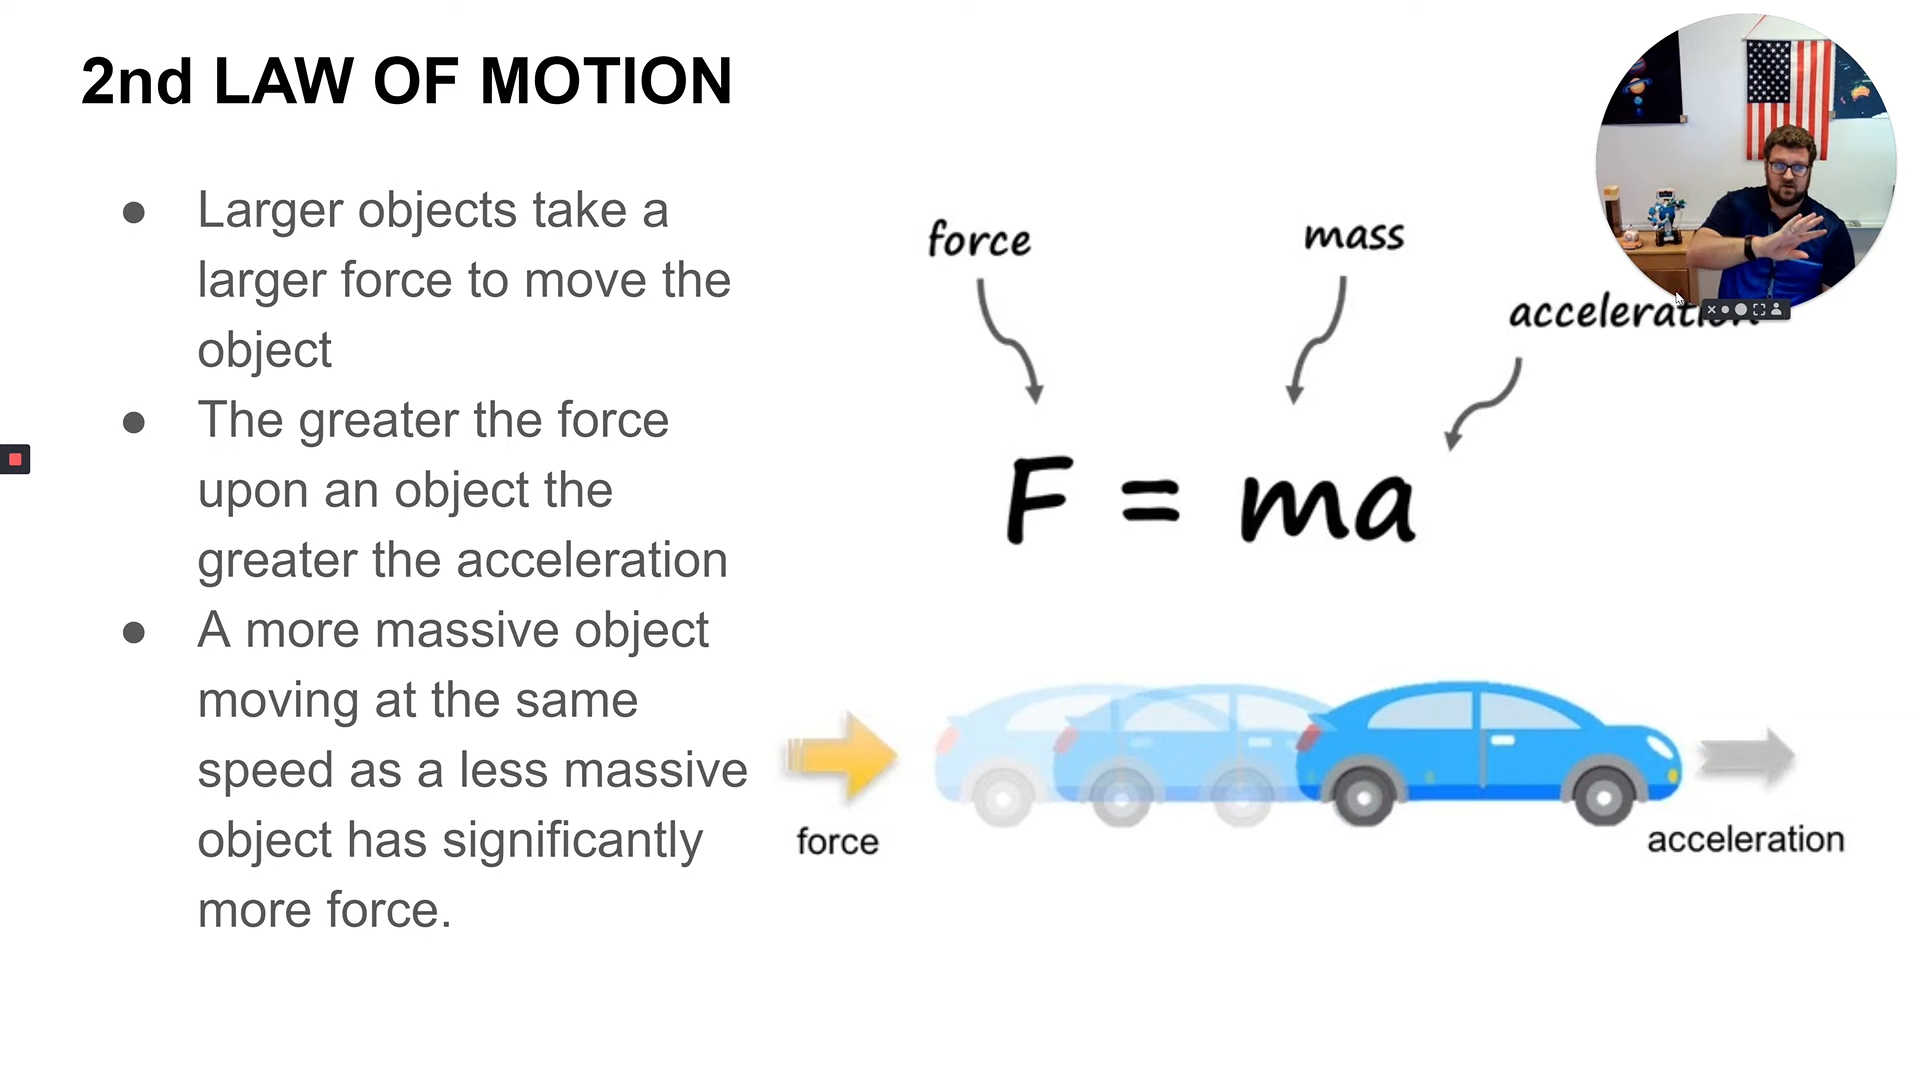 2nd LAW OF MOTION
● Larger objects take a
larger force to move the
object
● The greater the force
upon an object the
greater the acceleration
● A more massive object
moving at the same
speed as a less massive
object has significantly
more force.
force
mass
acceleration
F = ma
force
acceleration